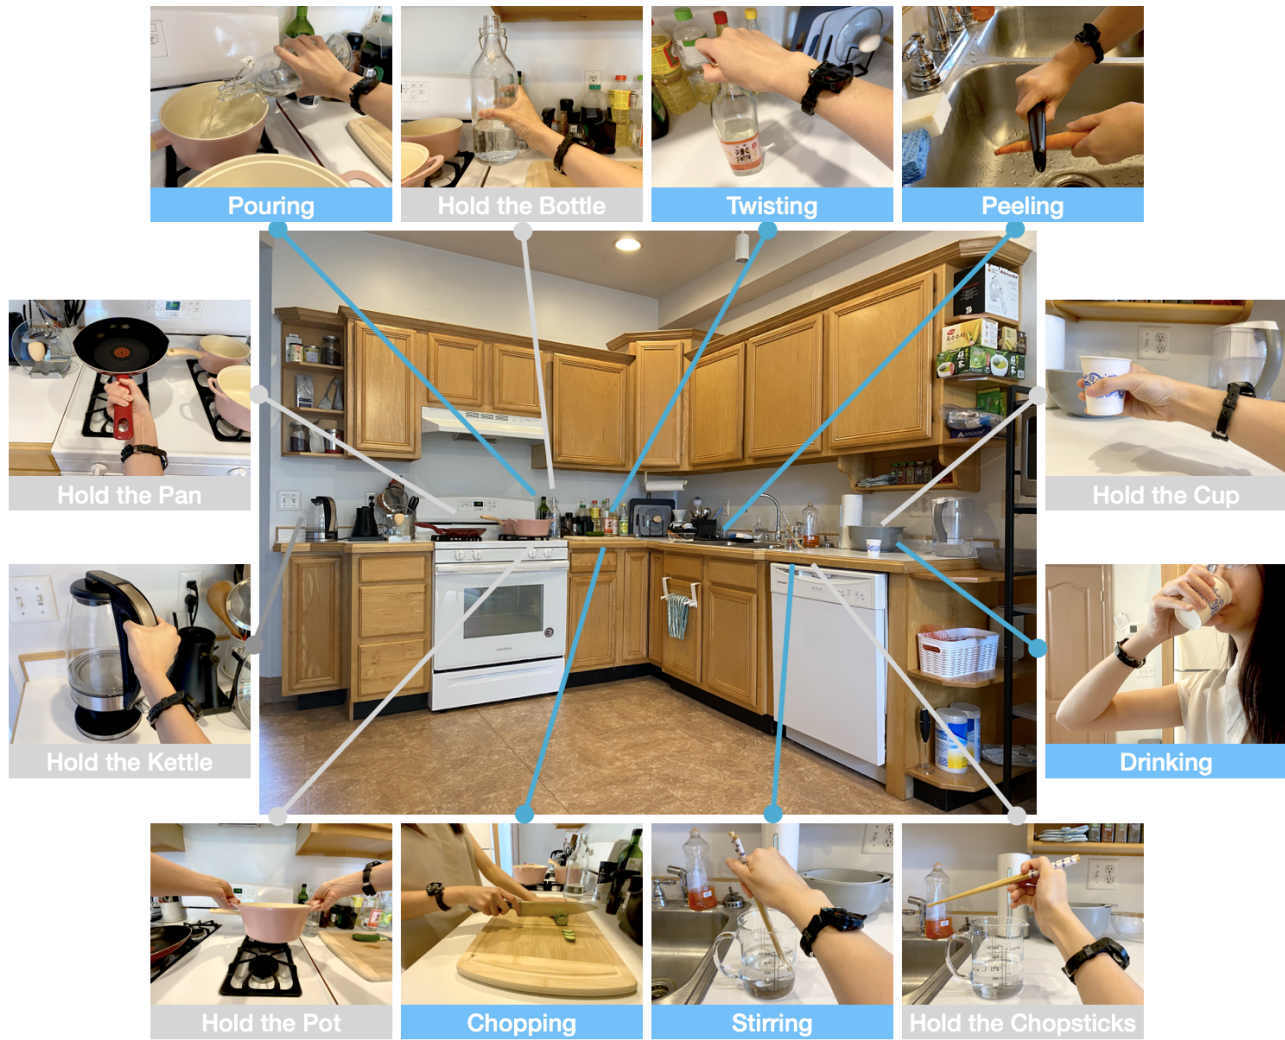 Pouring
Hold the Bottle
Twisting
Peeling
Hold the Pan
Hold the Cup
Hold the Kettle
Drinking
Hold the Pot
Chopping
Stirring
Hold the Chopsticks